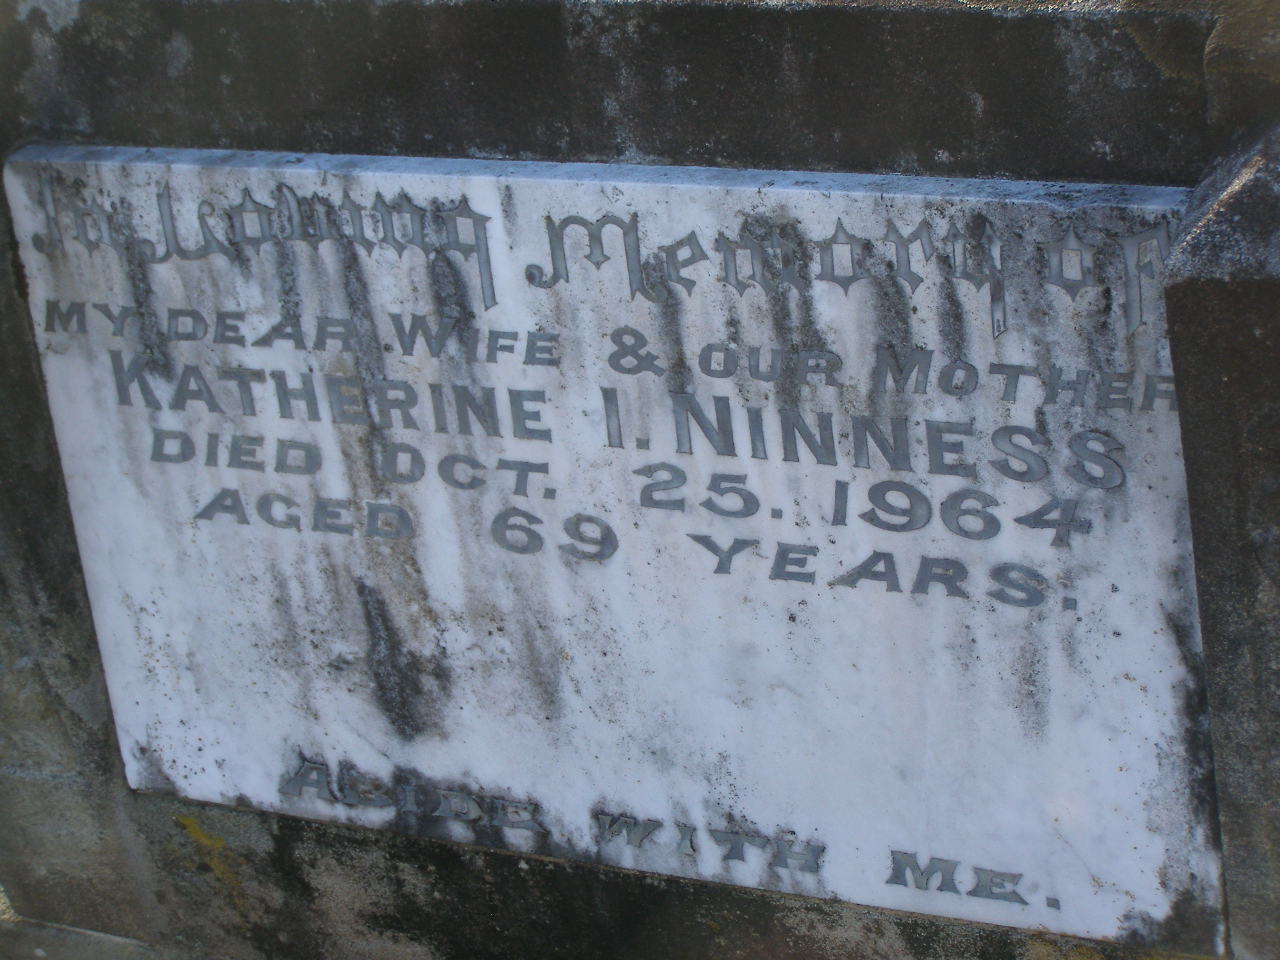 In Loving Memory of
MY DEAR WIFE & OUR MOTHER
KATHERINE I. NINNESS
DIED OCT. 25. 1964
AGED 69 YEARS.
ABIDE WITH ME.